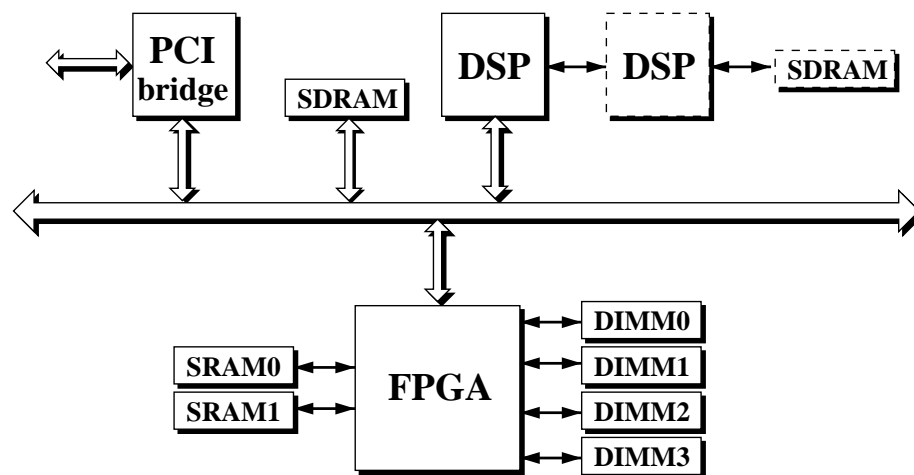 PCI
bridge
SDRAM
DSP
DSP
SDRAM
FPGA
SRAM0
SRAM1
DIMM0
DIMM1
DIMM2
DIMM3